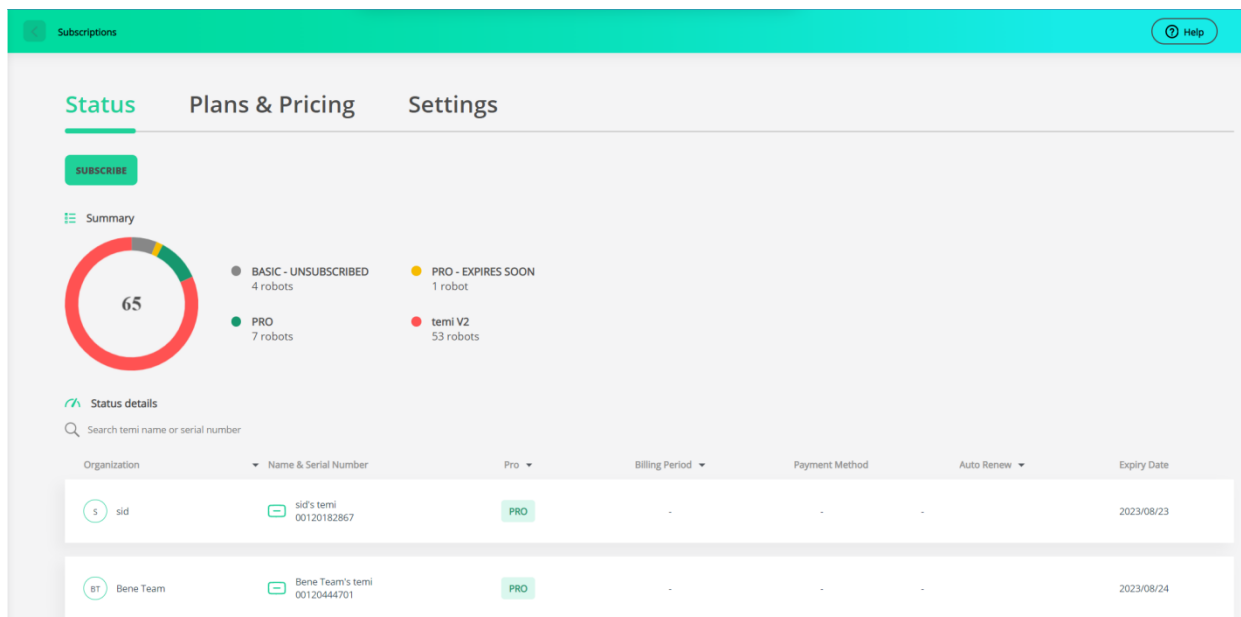 Subscriptions
Help
Status Plans & Pricing Settings
SUBSCRIBE
Summary
65
BASIC - UNSUBSCRIBED
4 robots
PRO - EXPIRES SOON
1 robot
PRO
7 robots
temi V2
53 robots
Status details
Search temi name or serial number
Organization Name & Serial Number Pro Billing Period Payment Method Auto Renew Expiry Date
S sid sid's temi PRO - - - 2023/08/23
00120182867
BT Bene Team Bene Team's temi PRO - - - 2023/08/24
00120444701